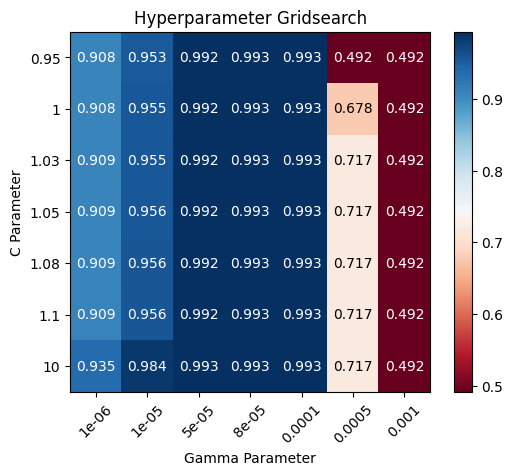 Hyperparameter Gridsearch
C Parameter
0.95 0.908 0.953 0.992 0.993 0.993 0.492 0.492
1 0.908 0.955 0.992 0.993 0.993 0.678 0.492
1.03 0.909 0.955 0.992 0.993 0.993 0.717 0.492
1.05 0.909 0.956 0.992 0.993 0.993 0.717 0.492
1.08 0.909 0.956 0.992 0.993 0.993 0.717 0.492
1.1 0.909 0.956 0.992 0.993 0.993 0.717 0.492
10 0.935 0.984 0.993 0.993 0.993 0.717 0.492
1e-06 1e-05 5e-05 8e-05 0.0001 0.0005 0.001
Gamma Parameter
0.9
0.8
0.7
0.6
0.5